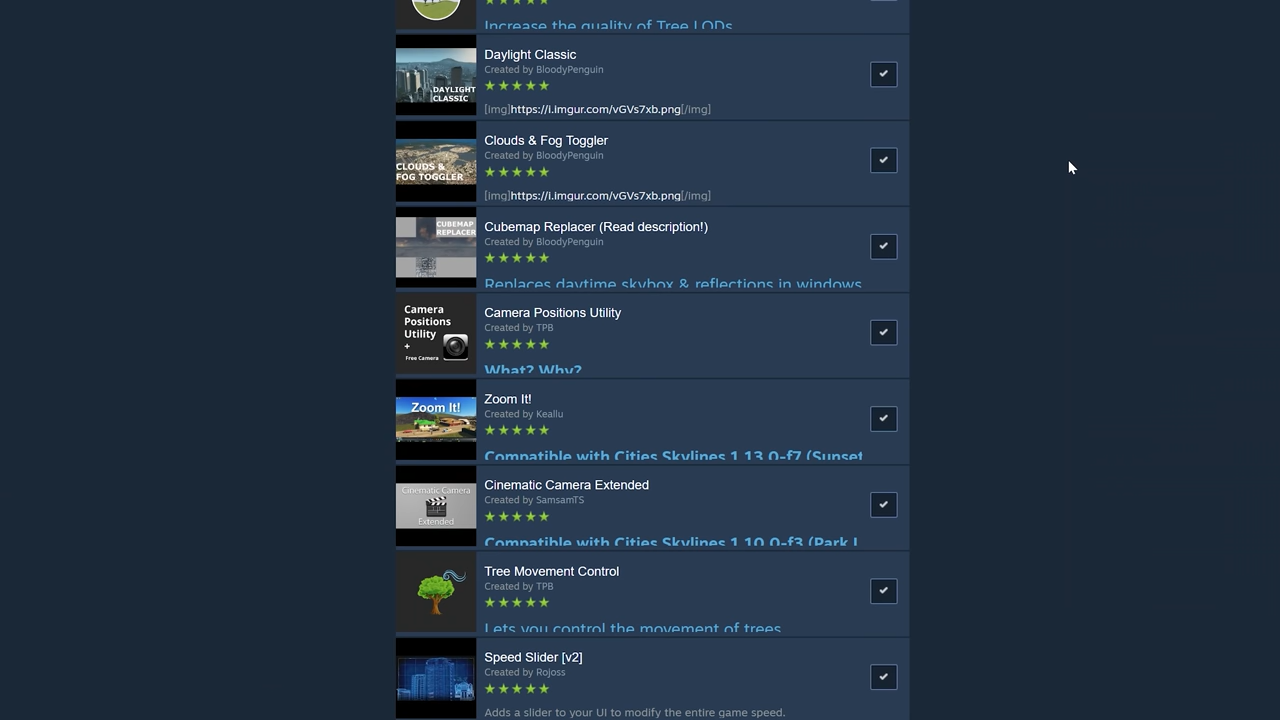 Increase the quality of Tree LODs
DAYLIGHT
CLASSIC
Daylight Classic
Created by BloodyPenguin
[img]https://i.imgur.com/vGVs7xb.png[/img]
CLOUDS &
FOG TOGGLER
Clouds & Fog Toggler
Created by BloodyPenguin
[img]https://i.imgur.com/vGVs7xb.png[/img]
CUBEMAP
REPLACER
Cubemap Replacer (Read description!)
Created by BloodyPenguin
Replaces daytime skybox & reflections in windows
Camera
Positions
Utility
+
Free Camera
Camera Positions Utility
Created by TPB
What? Why?
Zoom It!
Zoom It!
Created by Keallu
Compatible with Cities Skylines 1.13.0-f7 (Sunset
Cinematic Camera
Extended
Cinematic Camera Extended
Created by SamsamTS
Compatible with Cities Skylines 1.10.0-f3 (Park L
Tree Movement Control
Created by TPB
Lets you control the movement of trees
Speed Slider [v2]
Created by Rojoss
Adds a slider to your UI to modify the entire game speed.